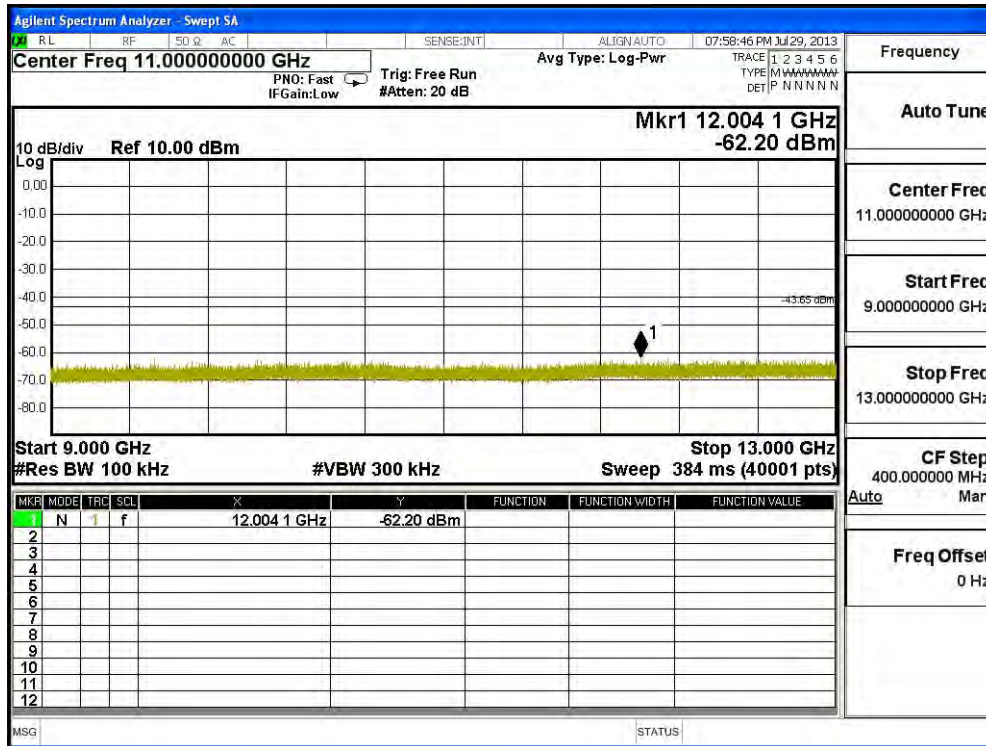 Agilent Spectrum Analyzer - Swept SA
RL RF 50 Ω AC SENSE:INT ALIGN AUTO 07:58:46 PM Jul 29, 2013
Center Freq 11.000000000 GHz
PNO: Fast
IFGain:Low
Trig: Free Run
#Atten: 20 dB
Avg Type: Log-Pwr
TRACE 1 2 3 4 5 6
TYPE M
DET P N N N N N
Mkr1 12.004 1 GHz
-62.20 dBm
10 dB/div Ref 10.00 dBm
Log
0.00
-10.0
-20.0
-30.0
-40.0
-43.65 dBm
-50.0
1
-60.0
-70.0
-80.0
Start 9.000 GHz Stop 13.000 GHz
#Res BW 100 kHz #VBW 300 kHz Sweep 384 ms (40001 pts)
MKR MODE TRC SCL X Y FUNCTION FUNCTION WIDTH FUNCTION VALUE
1 N 1 f 12.004 1 GHz -62.20 dBm
2
3
4
5
6
7
8
9
10
11
12
MSG STATUS
Frequency
Auto Tune
Center Freq
11.000000000 GHz
Start Freq
9.000000000 GHz
Stop Freq
13.000000000 GHz
CF Step
400.000000 MHz
Auto Man
Freq Offset
0 Hz